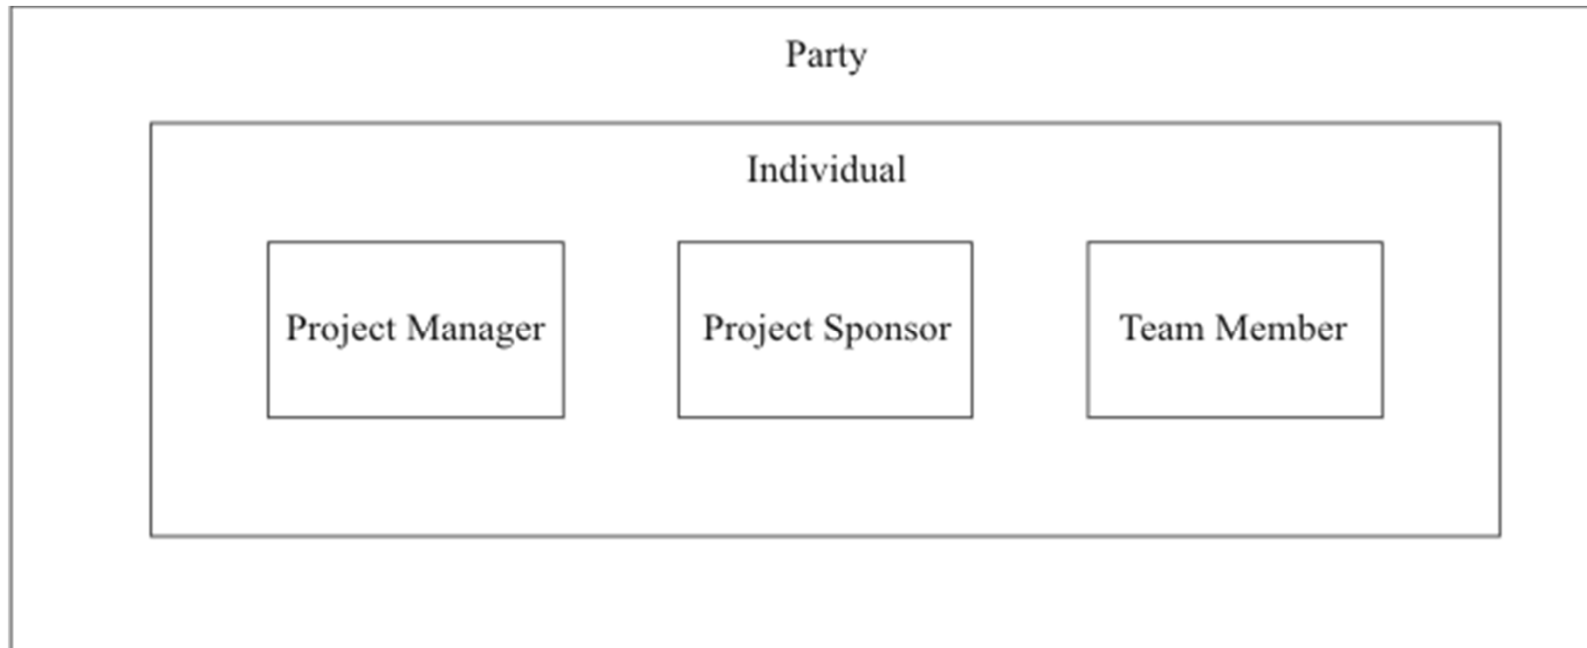 Party
Individual
Project Manager
Project Sponsor
Team Member